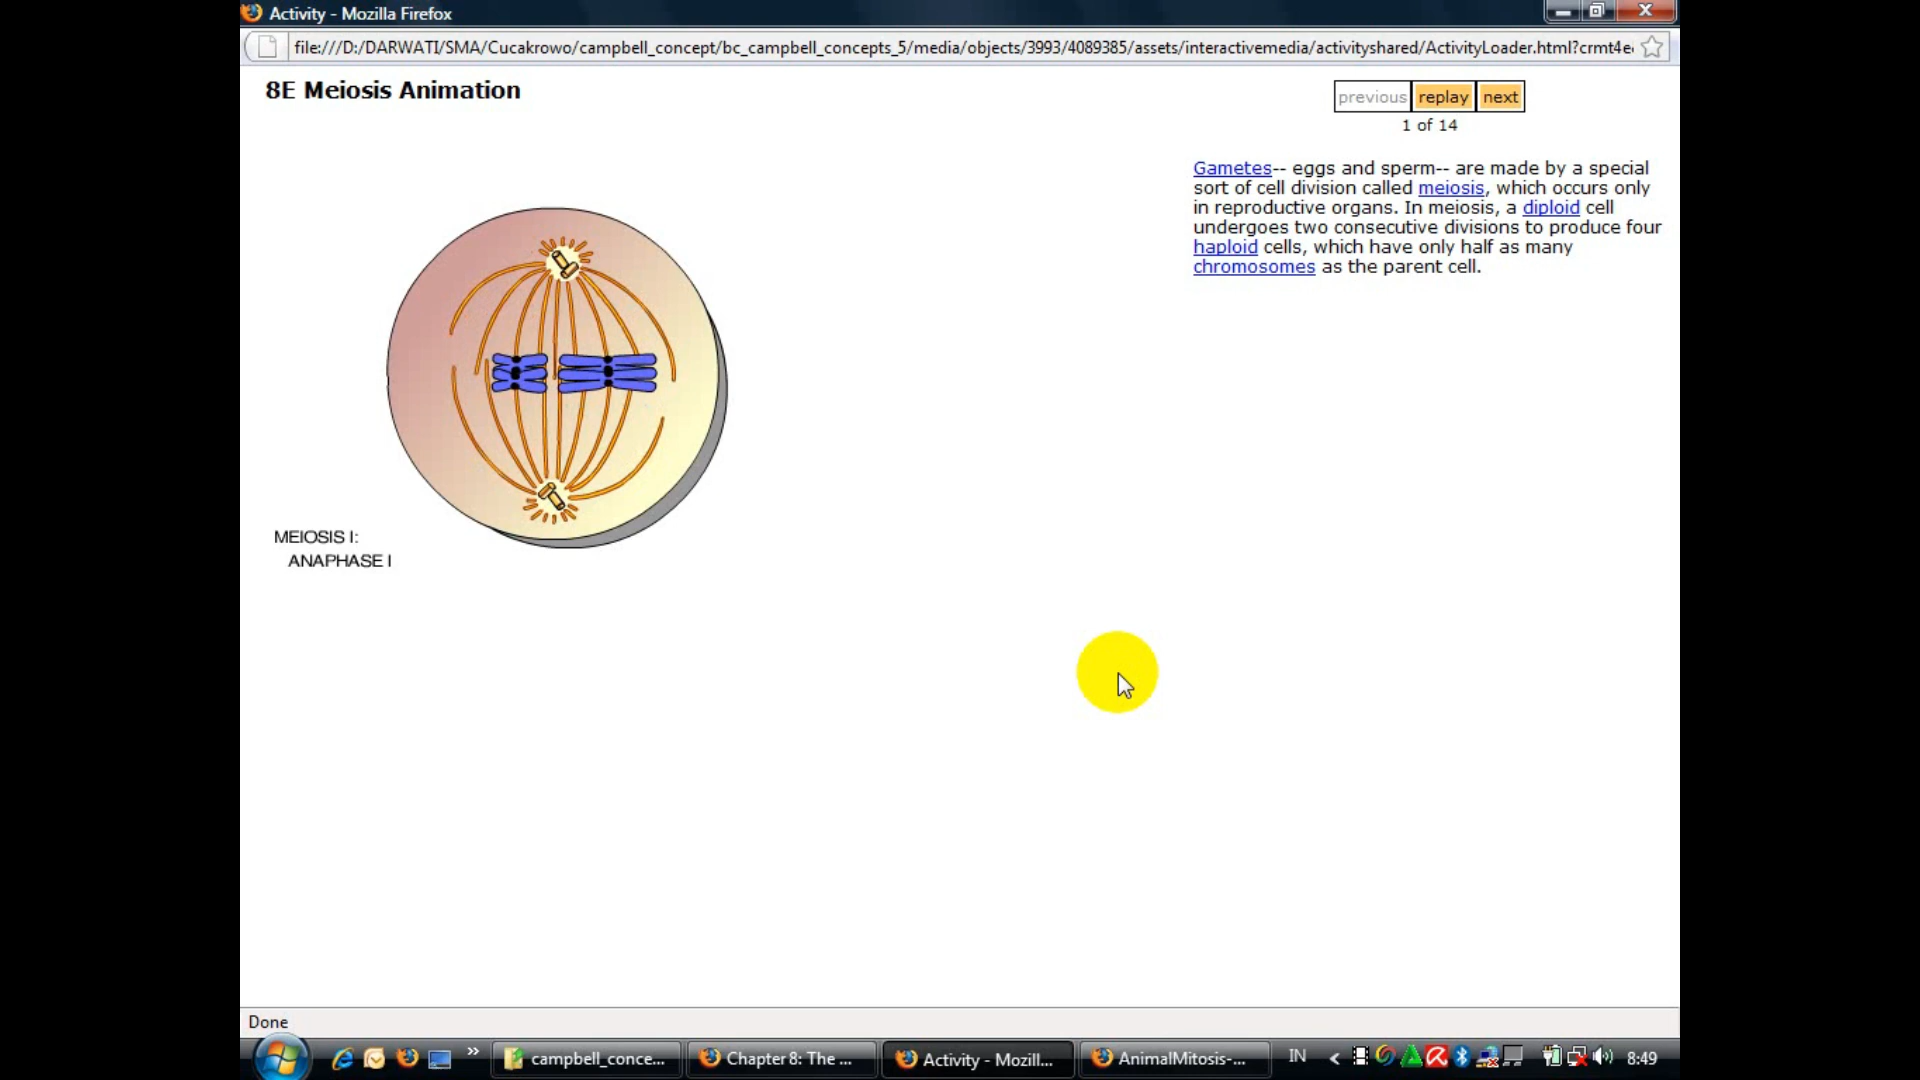 Activity - Mozilla Firefox
file:///D:/DARWATI/SMA/Cucakrowo/campbell_concept/bc_campbell_concepts_5/media/objects/3993/4089385/assets/interactivemedia/activityshared/ActivityLoader.html?crmt4e
8E Meiosis Animation
previous replay next
1 of 14
Gametes-- eggs and sperm-- are made by a special
sort of cell division called meiosis, which occurs only
in reproductive organs. In meiosis, a diploid cell
undergoes two consecutive divisions to produce four
haploid cells, which have only half as many
chromosomes as the parent cell.
MEIOSIS I:
ANAPHASE I
Done
campbell_conce... Chapter 8: The ... Activity - Mozill... AnimalMitosis-... IN 8:49